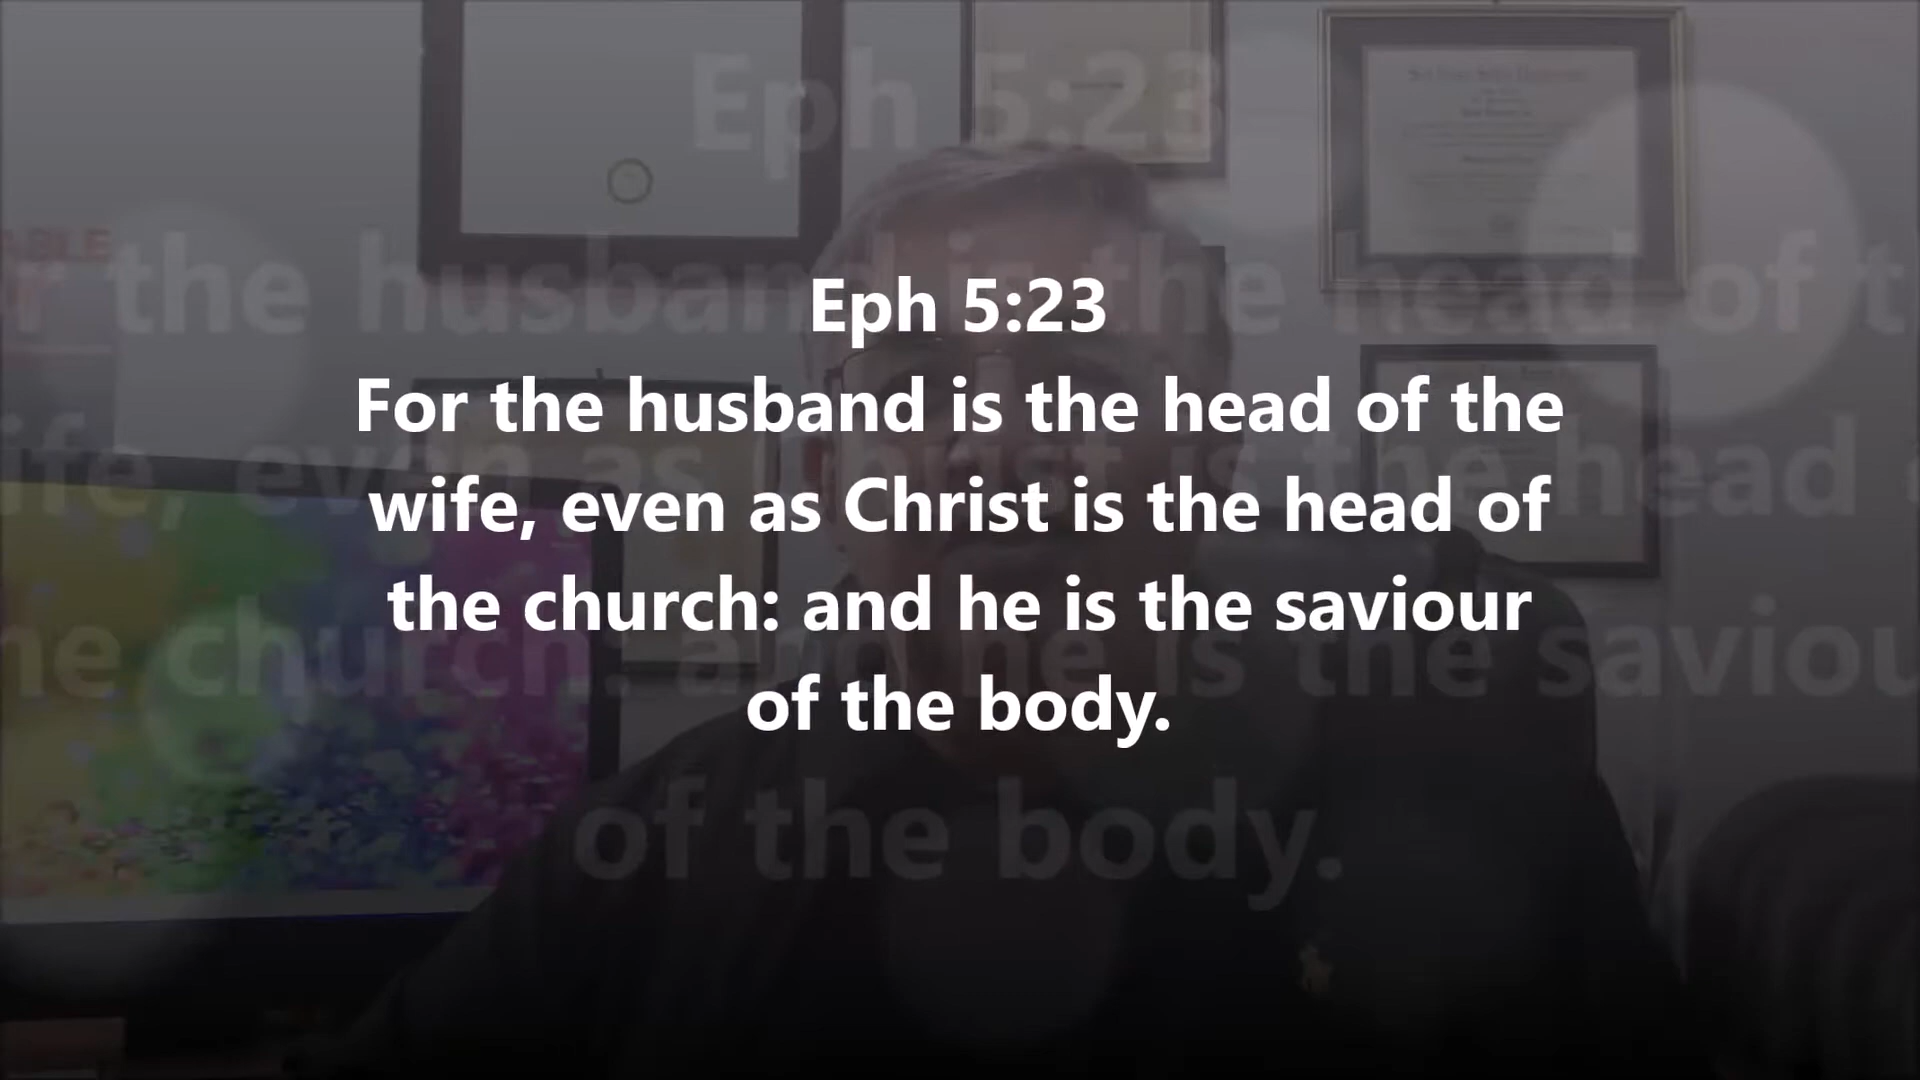 Eph 5:23
For the husband is the head of the
wife, even as Christ is the head of
the church: and he is the saviour
of the body.